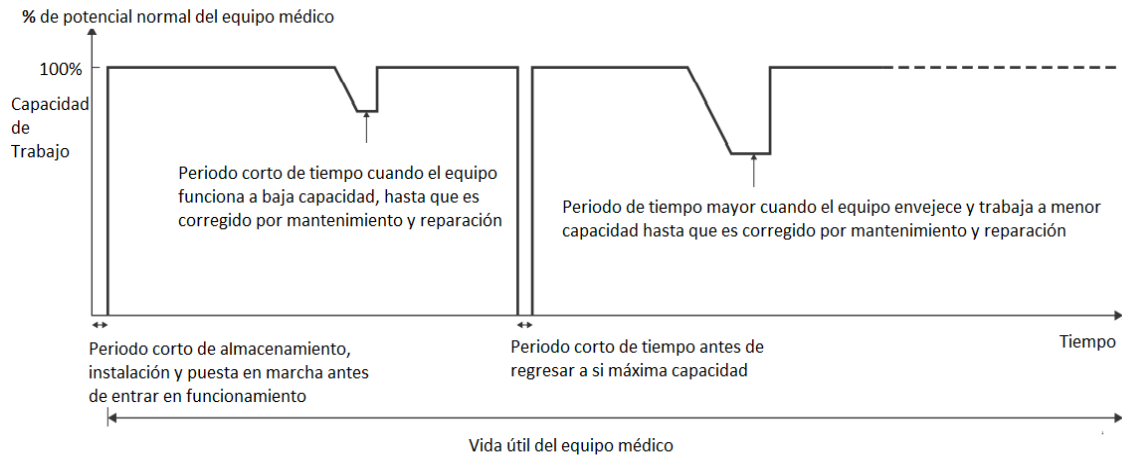 % de potencial normal del equipo médico
100%
Capacidad
de
Trabajo
Periodo corto de tiempo cuando el equipo
funciona a baja capacidad, hasta que es
corregido por mantenimiento y reparación
Periodo de tiempo mayor cuando el equipo envejece y trabaja a menor
capacidad hasta que es corregido por mantenimiento y reparación
Tiempo
Periodo corto de almacenamiento,
instalación y puesta en marcha antes
de entrar en funcionamiento
Periodo corto de tiempo antes de
regresar a si máxima capacidad
Vida útil del equipo médico